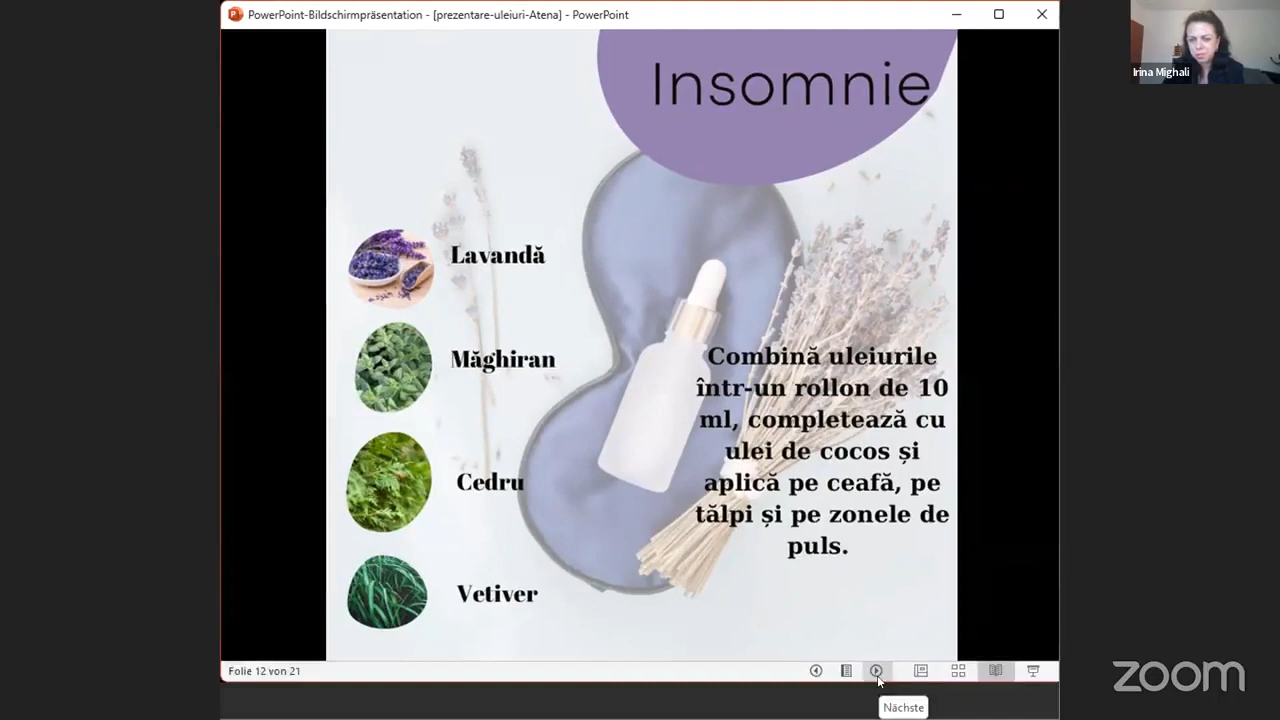 PowerPoint-Bildschirmpräsentation - [prezentare-uleiuri-Atena] - PowerPoint
Irina Mighali
Insomnie
Lavandă
Măghiran
Cedru
Vetiver
Combină uleiurile
într-un rollon de 10
ml, completează cu
ulei de cocos și
aplică pe ceafă, pe
tălpi și pe zonele de
puls.
Folie 12 von 21
Nächste
zoom